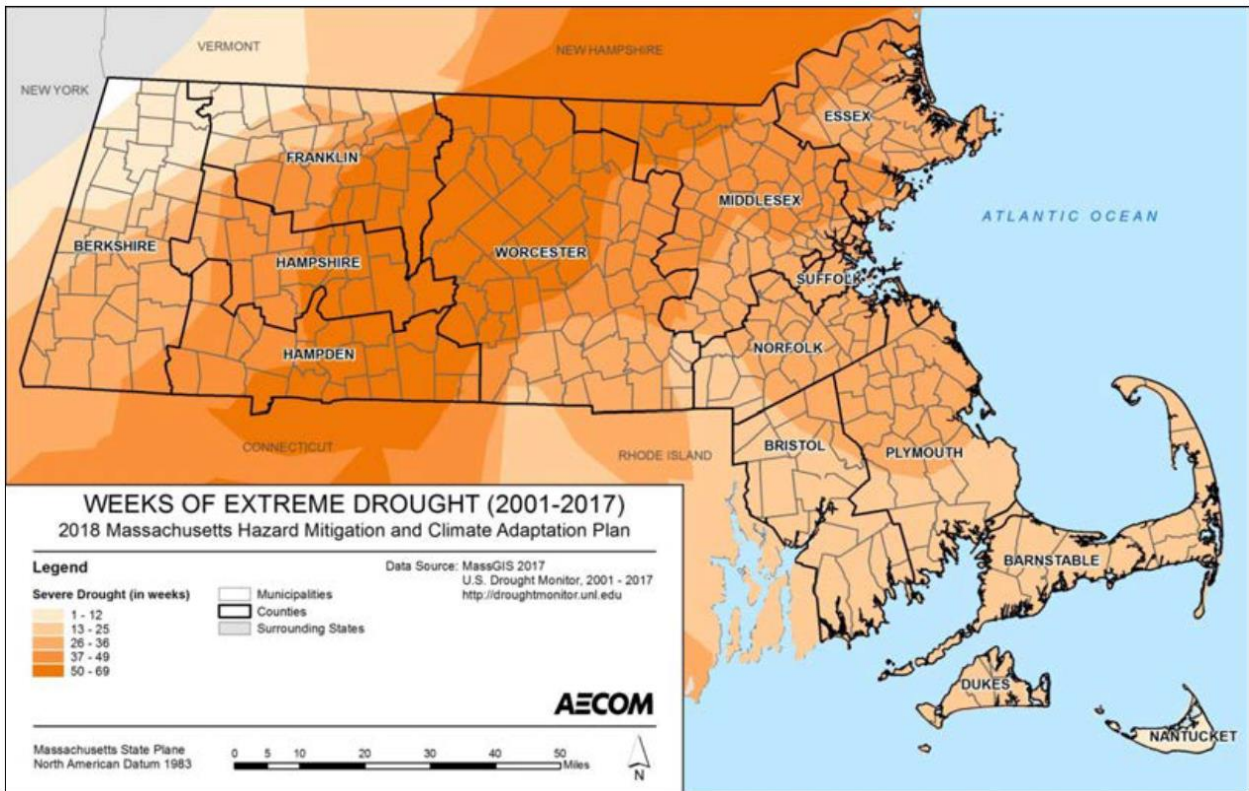 VERMONT
NEW HAMPSHIRE
NEW YORK
ESSEX
FRANKLIN
MIDDLESEX
ATLANTIC OCEAN
BERKSHIRE
HAMPSHIRE
WORCESTER
SUFFOLK
HAMPDEN
NORFOLK
CONNECTICUT
RHODE ISLAND
BRISTOL
PLYMOUTH
BARNSTABLE
DUKES
NANTUCKET
WEEKS OF EXTREME DROUGHT (2001-2017)
2018 Massachusetts Hazard Mitigation and Climate Adaptation Plan
Legend
Severe Drought (in weeks)
1 - 12
13 - 25
26 - 36
37 - 49
50 - 69
Municipalities
Counties
Surrounding States
Data Source: MassGIS 2017
U.S. Drought Monitor, 2001 - 2017
http://droughtmonitor.unl.edu
AECOM
Massachusetts State Plane
North American Datum 1983
0 5 10 20 30 40 50
Miles
N